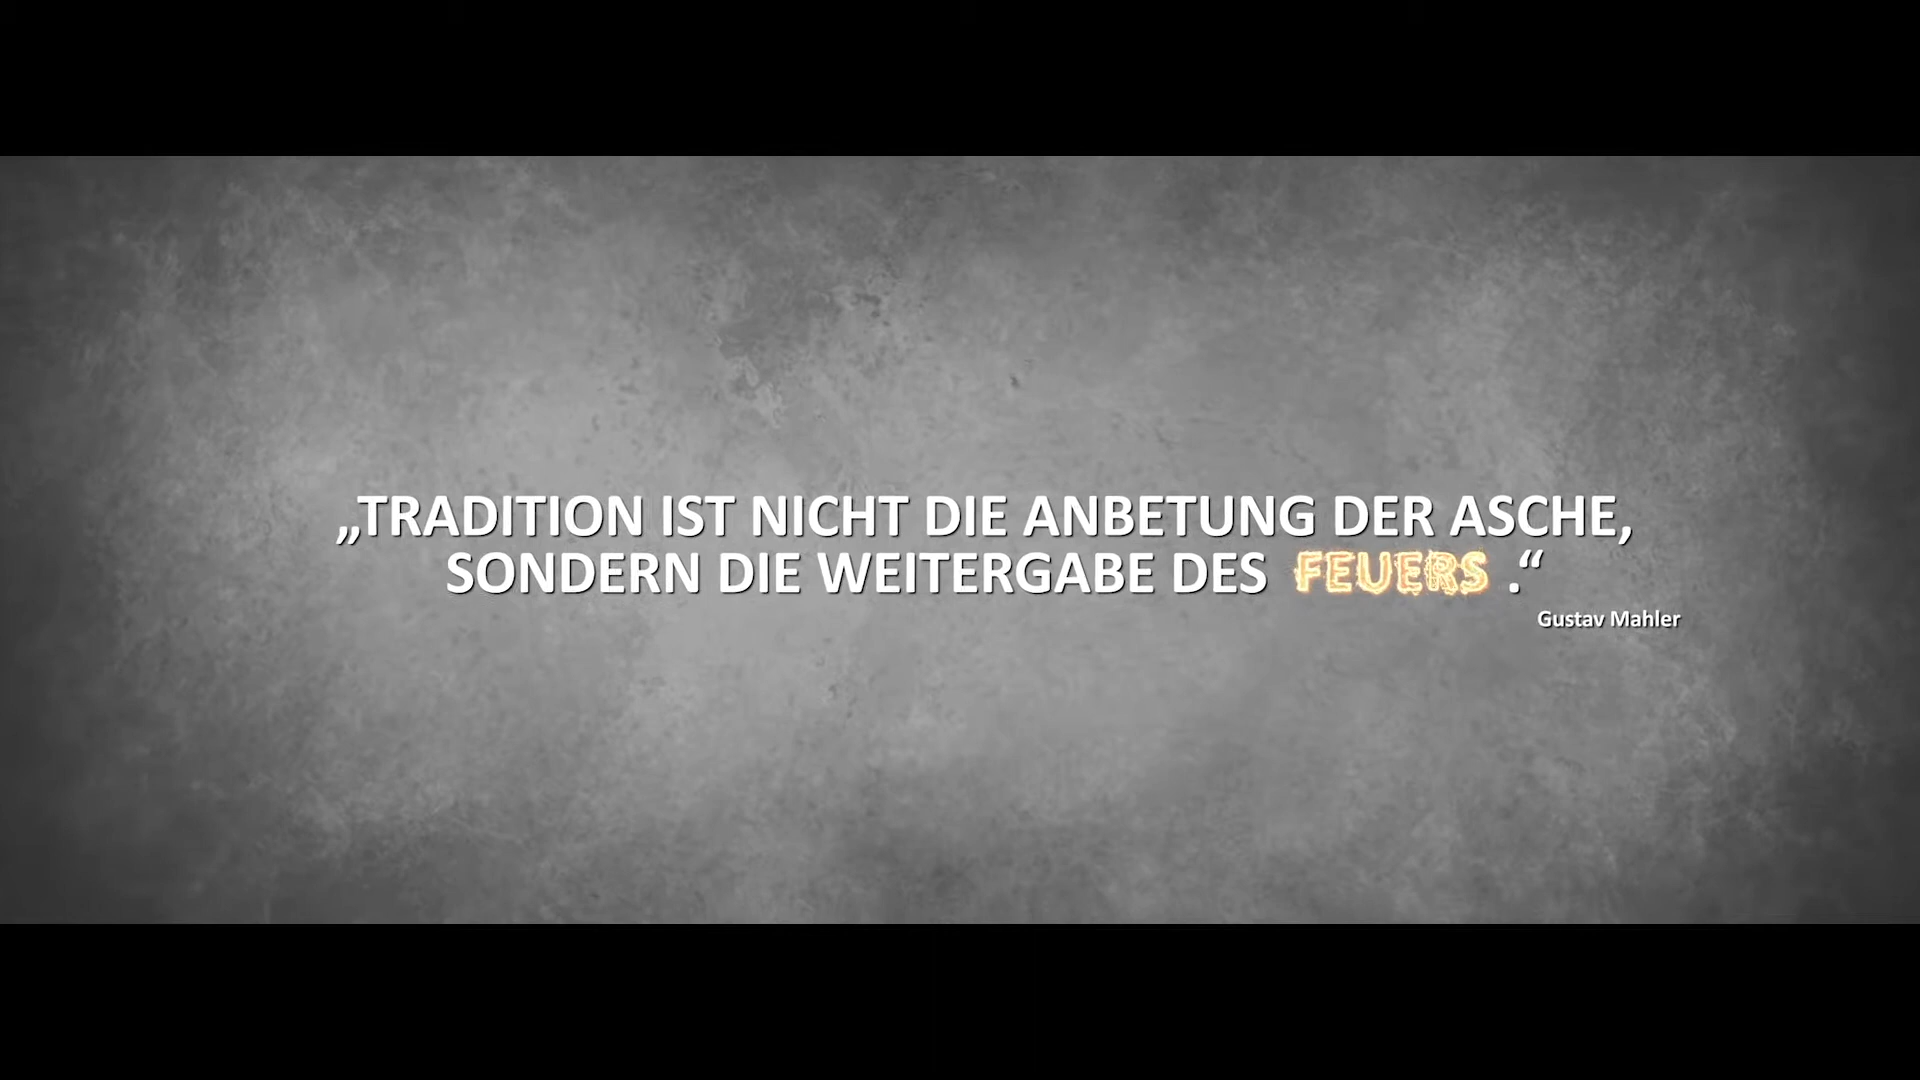 „TRADITION IST NICHT DIE ANBETUNG DER ASCHE,
SONDERN DIE WEITERGABE DES FEUERS .“
Gustav Mahler